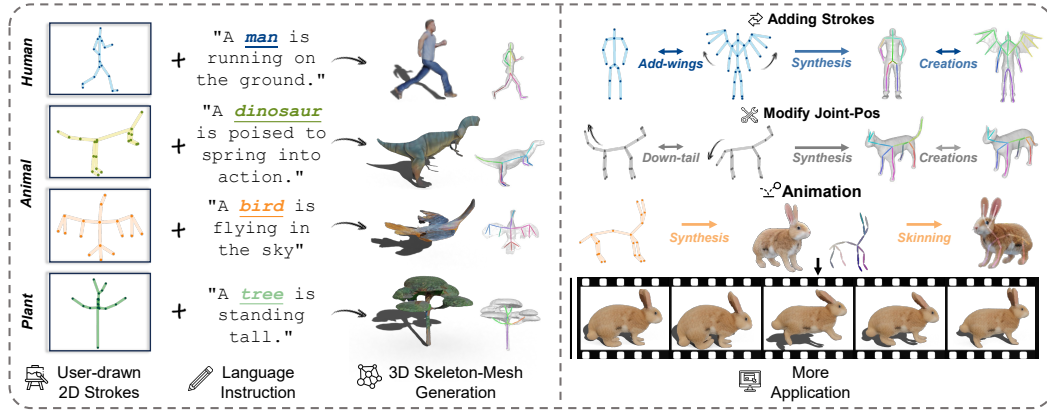 Human
"A man is
running on
the ground."
Animal
"A dinosaur
is poised to
spring into
action."
"A bird is
flying in
the sky"
Plant
"A tree is
standing
tall."
User-drawn
2D Strokes
Language
Instruction
3D Skeleton-Mesh
Generation
Adding Strokes
Add-wings
Synthesis
Creations
Modify Joint-Pos
Down-tail
Synthesis
Creations
Animation
Synthesis
Skinning
More
Application